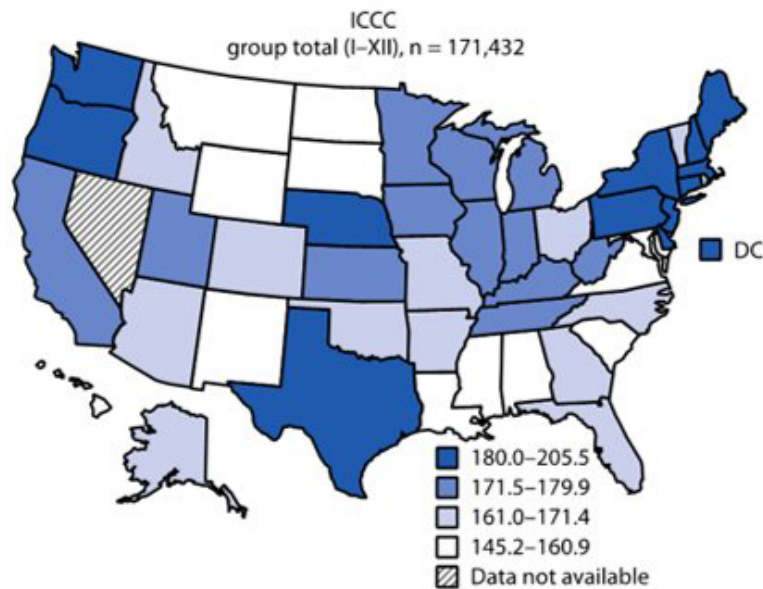 ICCC
group total (I–XII), n = 171,432
DC
180.0–205.5
171.5–179.9
161.0–171.4
145.2–160.9
Data not available